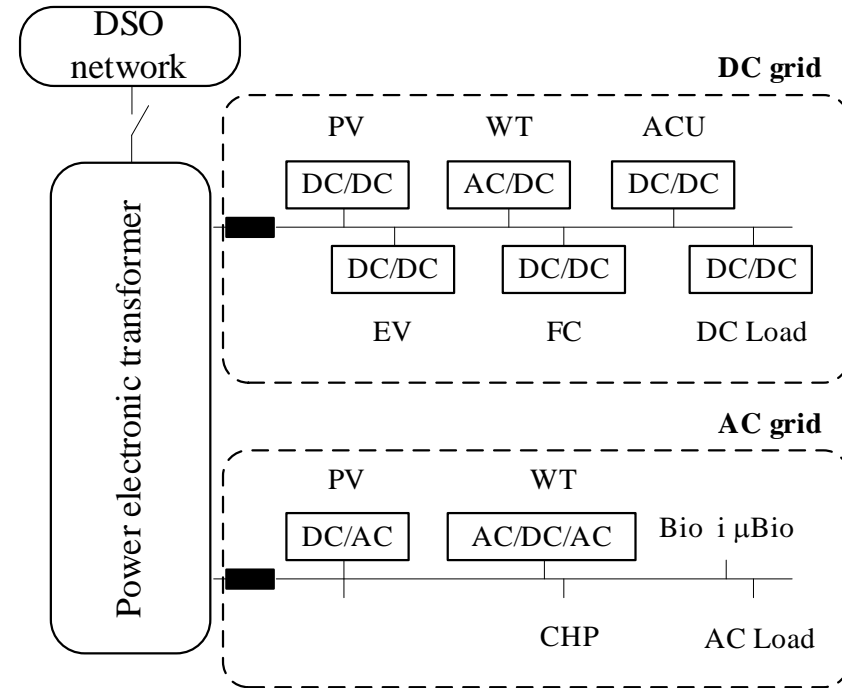 DSO
network
DC grid
PV WT ACU
DC/DC AC/DC DC/DC
DC/DC DC/DC DC/DC
EV FC DC Load
Power electronic transformer
AC grid
PV WT
Bio i µBio
DC/AC AC/DC/AC
CHP AC Load